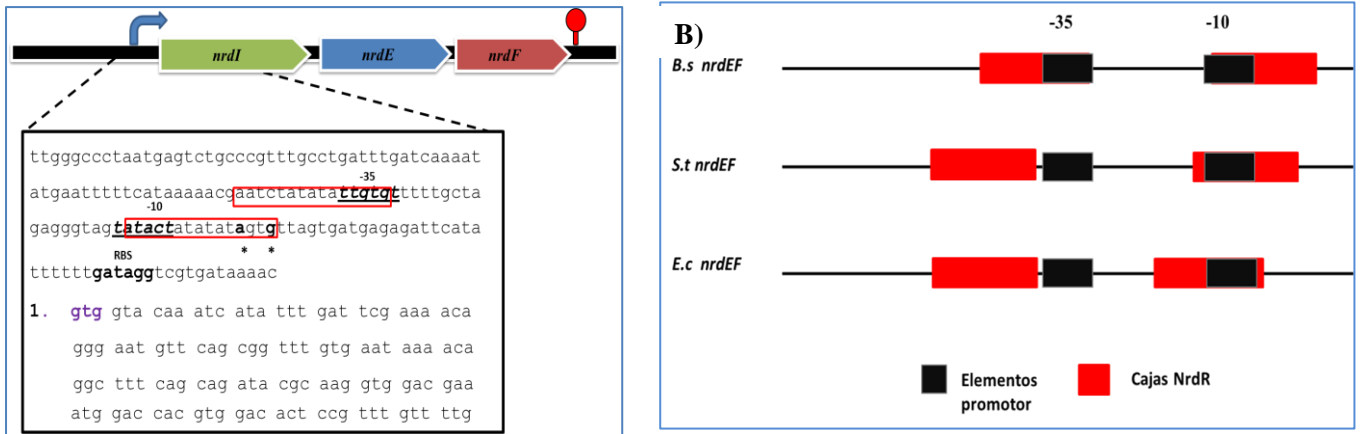 nrdI nrdE nrdF
ttgggccctaatgagtctgcccgtttgcctgatttgatcaaaat
-35
atgaatttttcataaaaacgaatctatatattgtgtttttgcta
-10
gagggtagtatactatatatagtgttagtgatgagagattcata
* *
RBS
ttttttgataggtcgtgataaaac
1. gtg gta caa atc ata ttt gat tcg aaa aca
ggg aat gtt cag cgg ttt gtg aat aaa aca
ggc ttt cag cag ata cgc aag gtg gac gaa
atg gac cac gtg gac act ccg ttt gtt ttg
B)
-35 -10
B.s nrdEF
S.t nrdEF
E.c nrdEF
Elementos promotor
Cajas NrdR